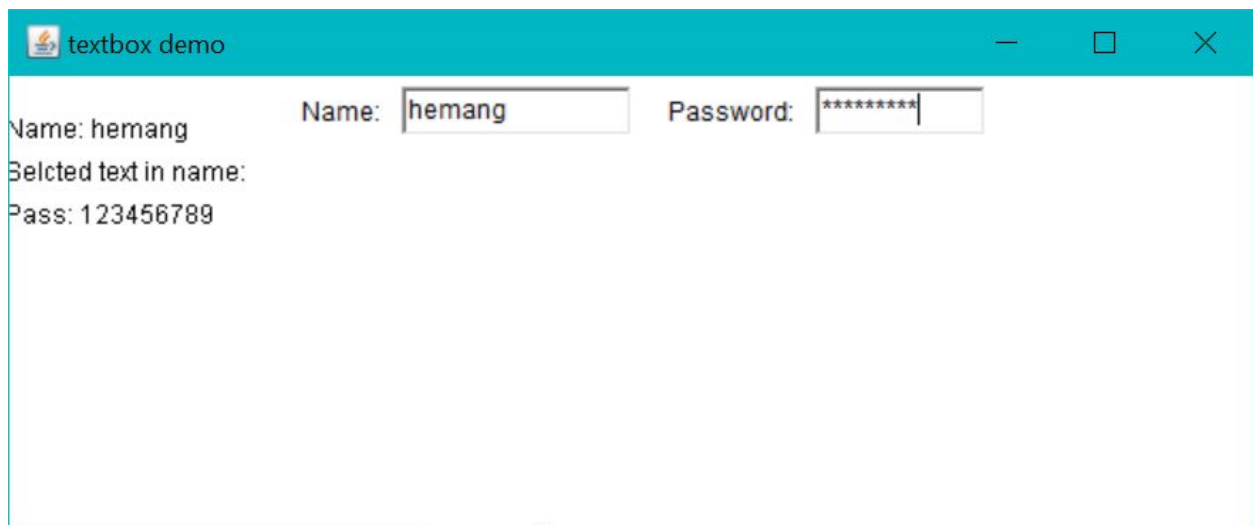 textbox demo
Name: hemang Password: *********
Name: hemang
Selcted text in name:
Pass: 123456789